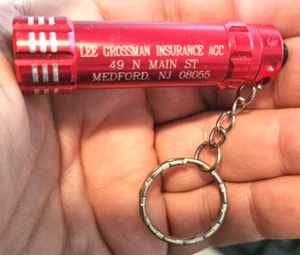 LEE GROSSMAN INSURANCE AGC
49 N MAIN ST
MEDFORD, NJ 08055